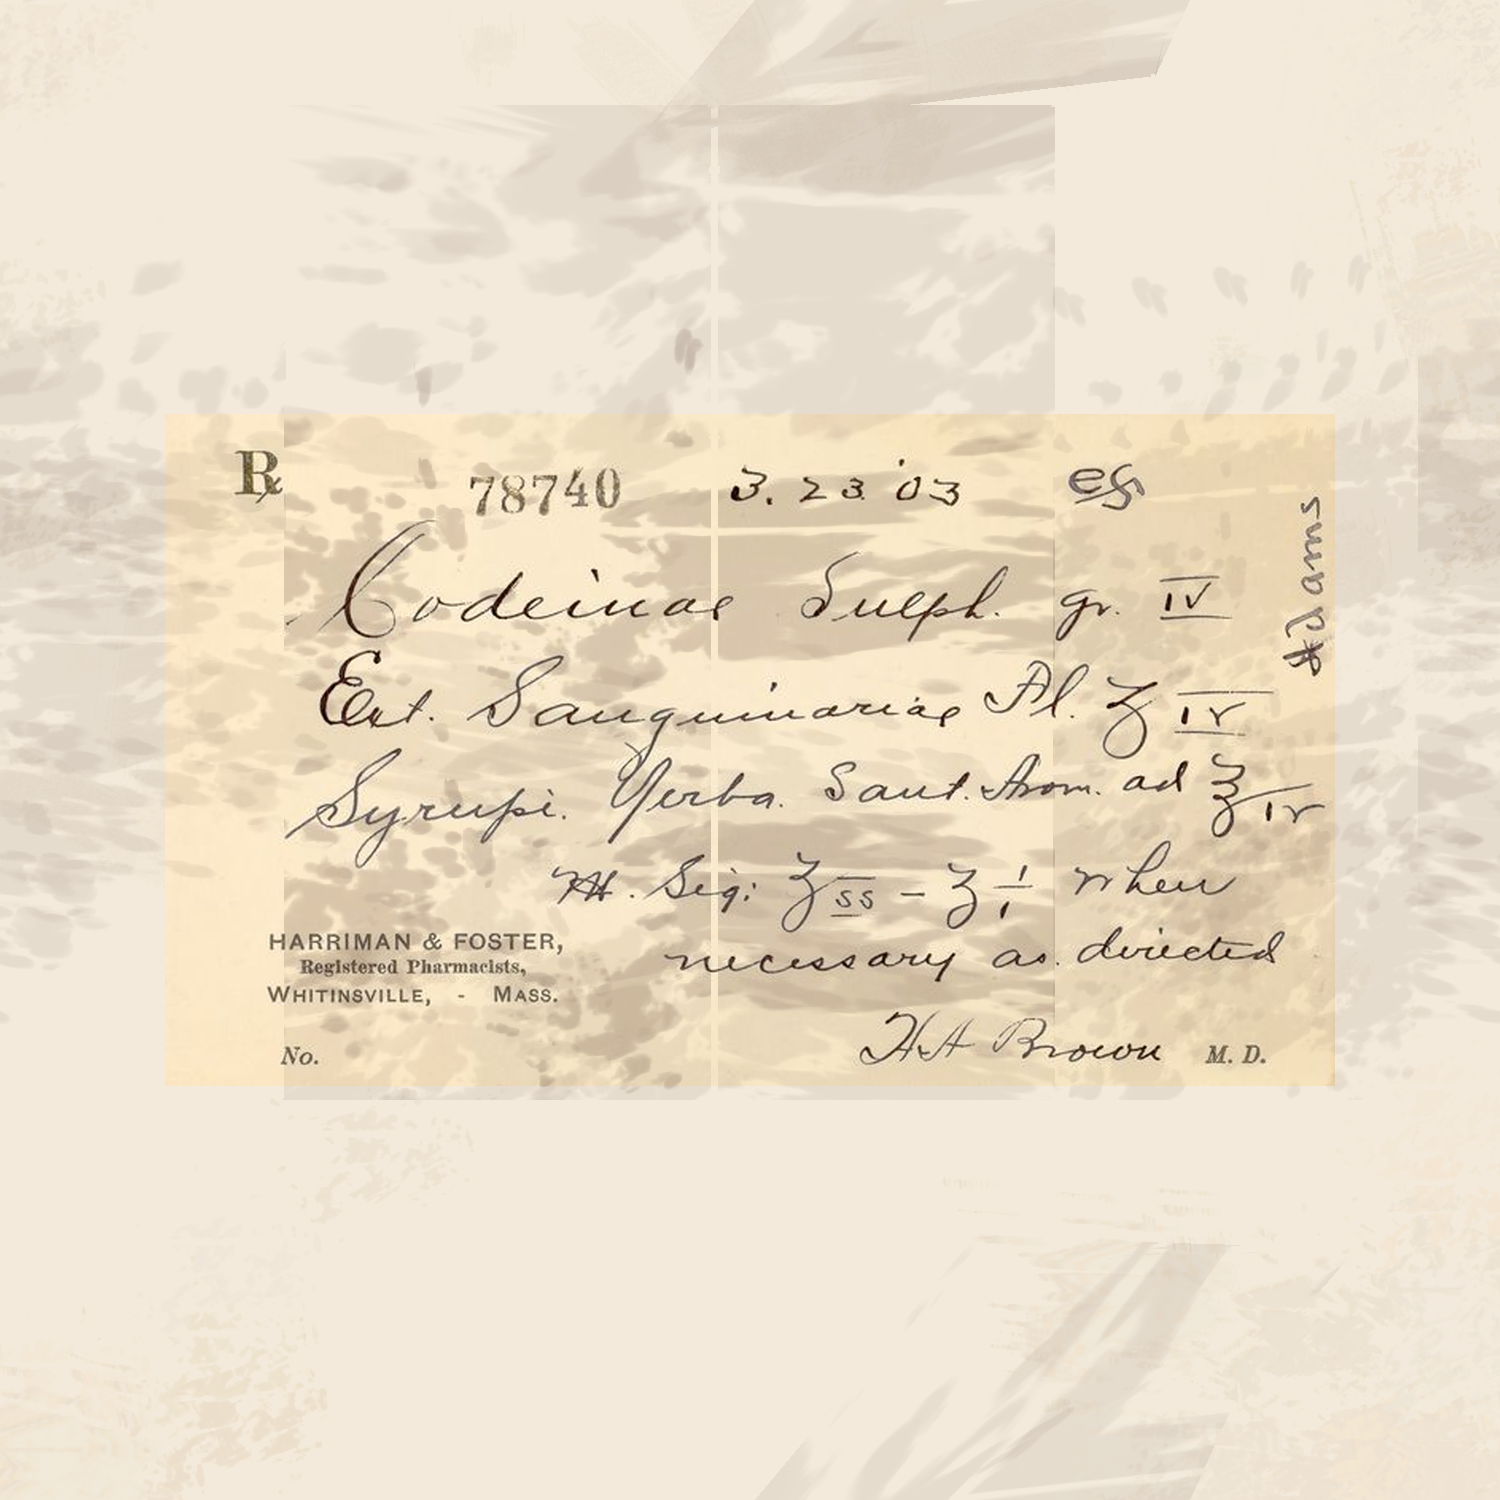 ℞ 78740 3.23.'03
Codeinae Sulph. gr. IV
Ext. Sanguinariae Fl. ʒ IV
Syrupi. Yerba. Sant. Arom. ad ℥ IV
M. Sig: ʒ ss - ʒ i when
necessary as directed
HARRIMAN & FOSTER,
Registered Pharmacists,
WHITINSVILLE, - MASS.
No.
HA Brown M. D.
Adams